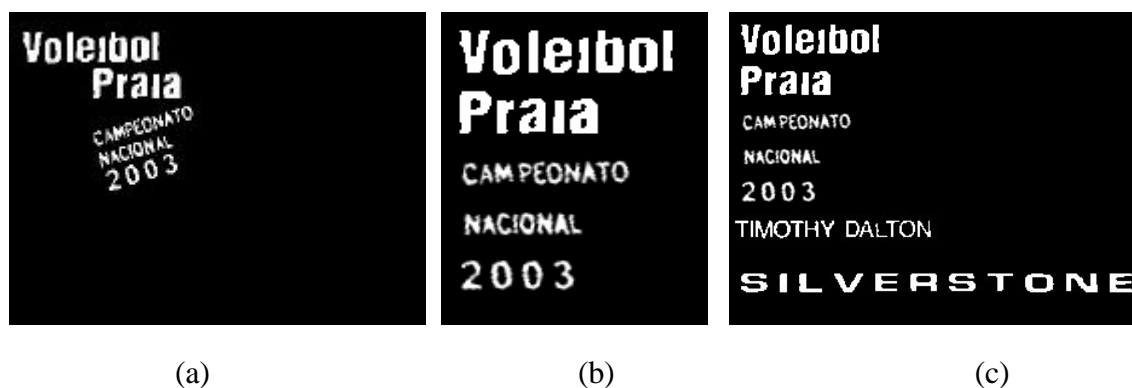 Voleibol
Praia
CAMPEONATO
NACIONAL
2003
Voleibol
Praia
CAMPEONATO
NACIONAL
2003
Voleibol
Praia
CAMPEONATO
NACIONAL
2003
TIMOTHY DALTON
SILVERSTONE
(a) (b) (c)